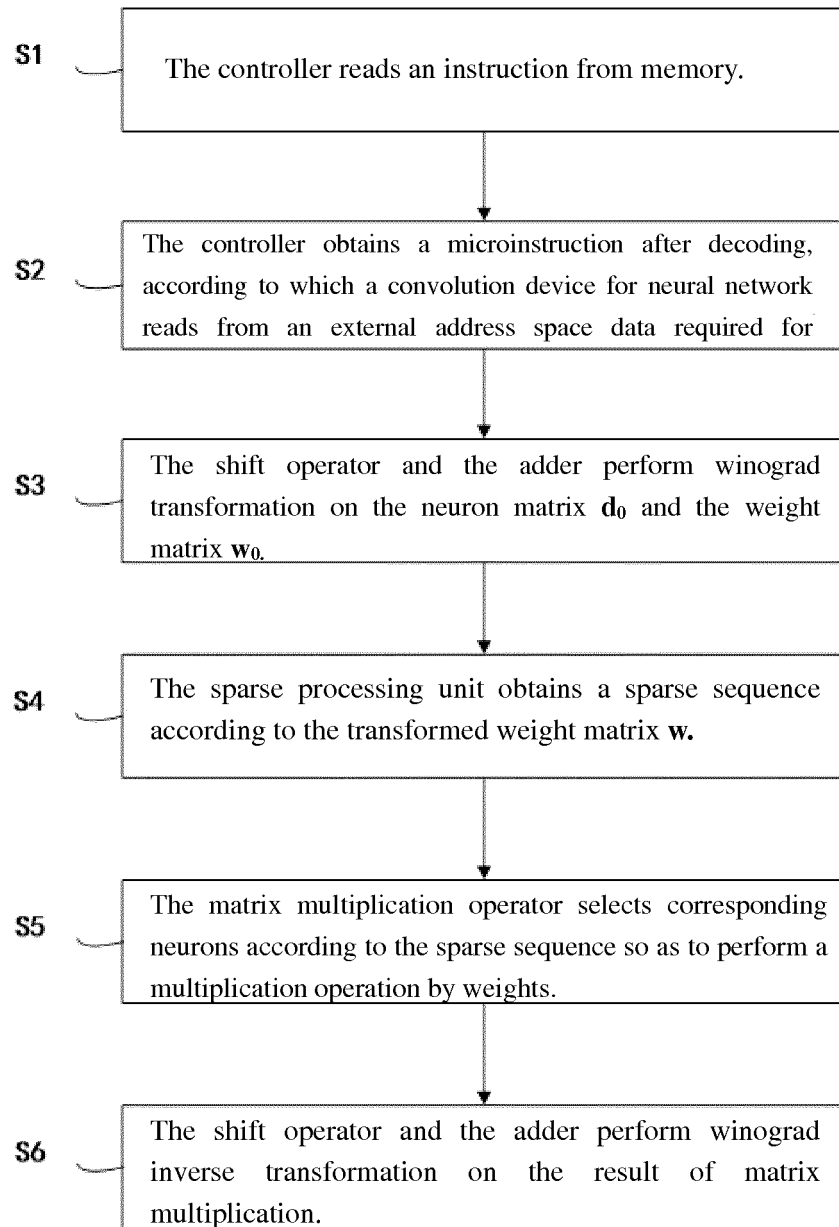 S1
The controller reads an instruction from memory.
S2
The controller obtains a microinstruction after decoding,
according to which a convolution device for neural network
reads from an external address space data required for
S3
The shift operator and the adder perform winograd
transformation on the neuron matrix d0 and the weight
matrix w0.
S4
The sparse processing unit obtains a sparse sequence
according to the transformed weight matrix w.
S5
The matrix multiplication operator selects corresponding
neurons according to the sparse sequence so as to perform a
multiplication operation by weights.
S6
The shift operator and the adder perform winograd
inverse transformation on the result of matrix
multiplication.